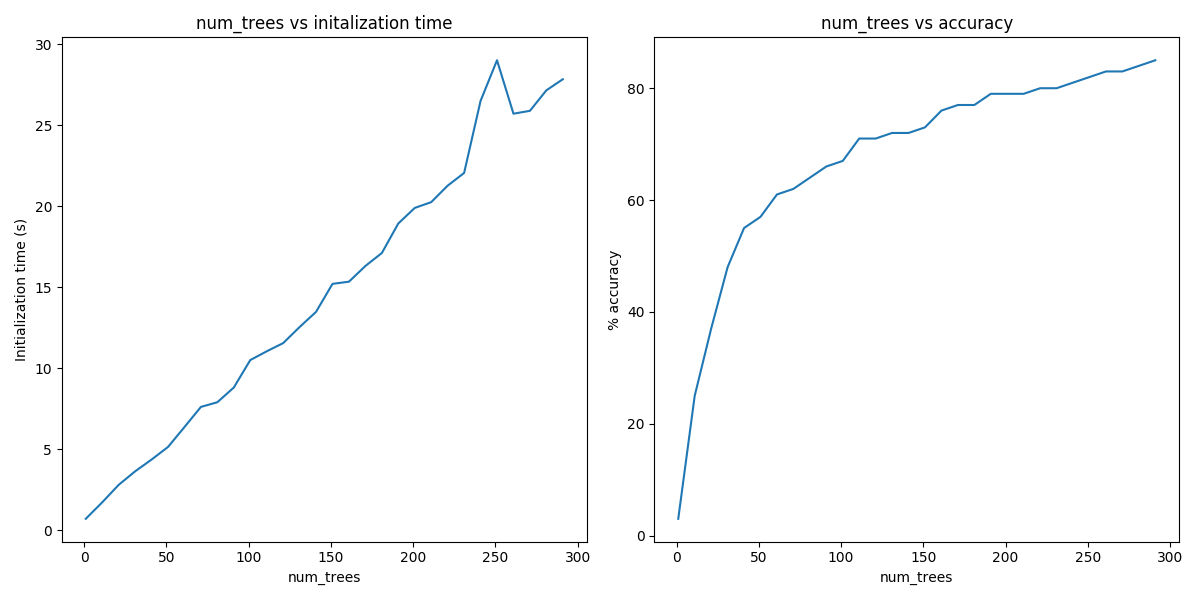 num_trees vs initalization time
30
25
20
15
10
5
0
Initialization time (s)
0 50 100 150 200 250 300
num_trees
num_trees vs accuracy
80
60
40
20
0
% accuracy
0 50 100 150 200 250 300
num_trees